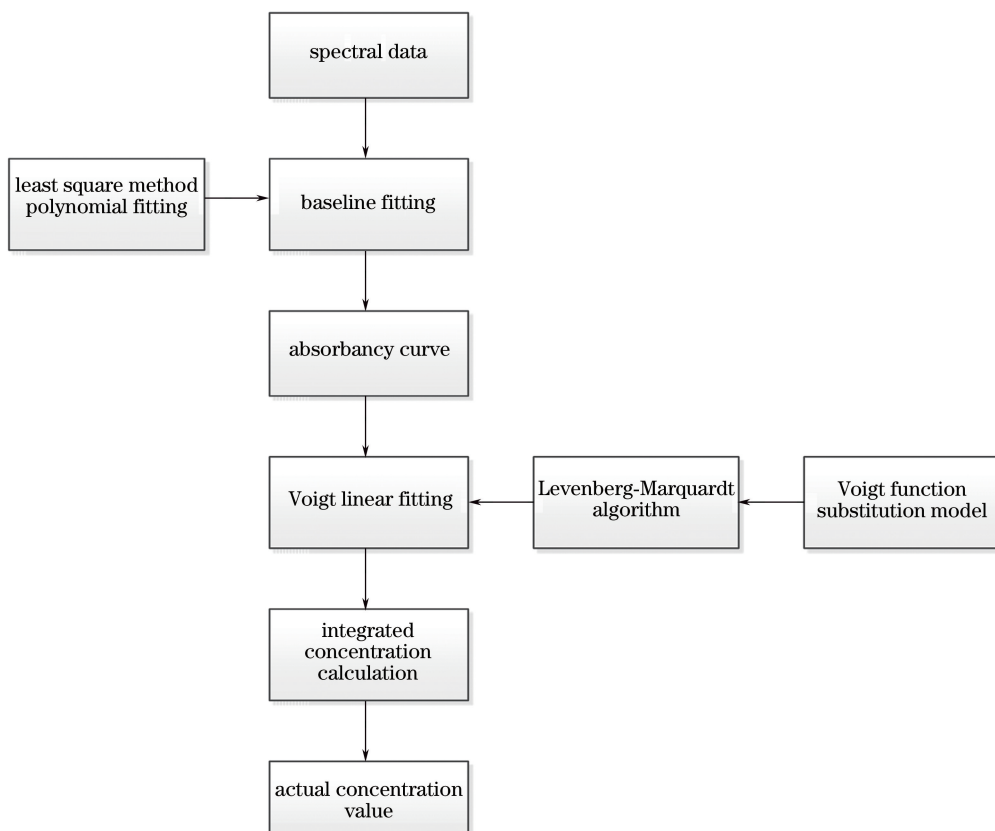 spectral data
least square method
polynomial fitting
baseline fitting
absorbancy curve
Voigt linear fitting
Levenberg-Marquardt
algorithm
Voigt function
substitution model
integrated
concentration
calculation
actual concentration
value